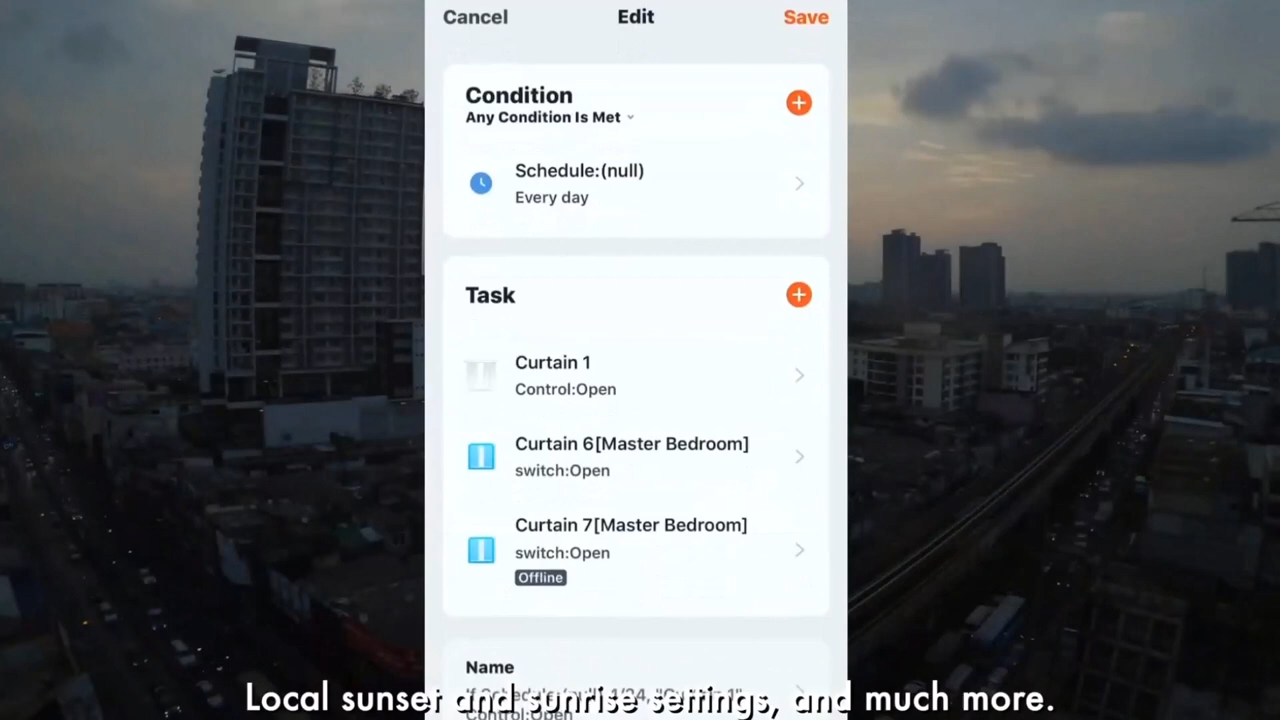 Cancel
Edit
Save
Condition
Any Condition Is Met
Schedule:(null)
Every day
Task
Curtain 1
Control:Open
Curtain 6[Master Bedroom]
switch:Open
Curtain 7[Master Bedroom]
switch:Open
Offline
Name
Control:Open
Local sunset and sunrise settings, and much more.